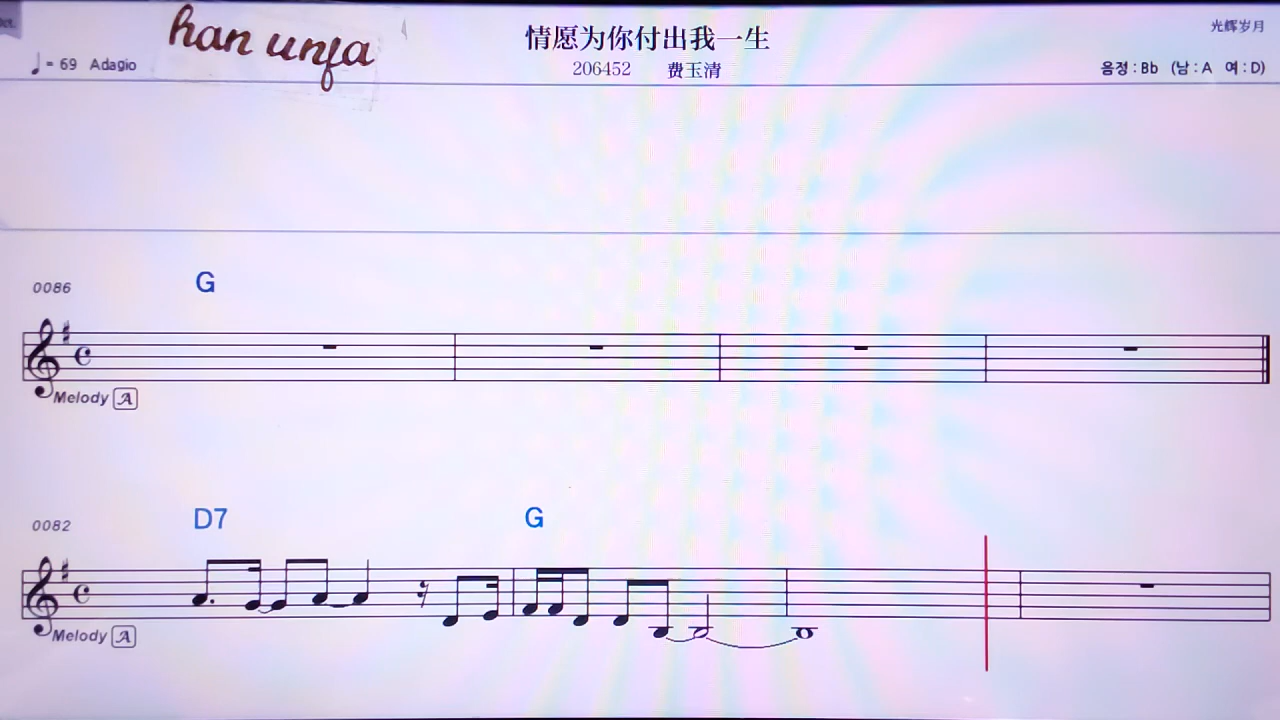 han unfa
情愿为你付出我一生
光辉岁月
♩= 69 Adagio
206452 费玉清
음정 : Bb (남 : A 여 : D)
0086 G
Melody A
0082 D7 G
Melody A